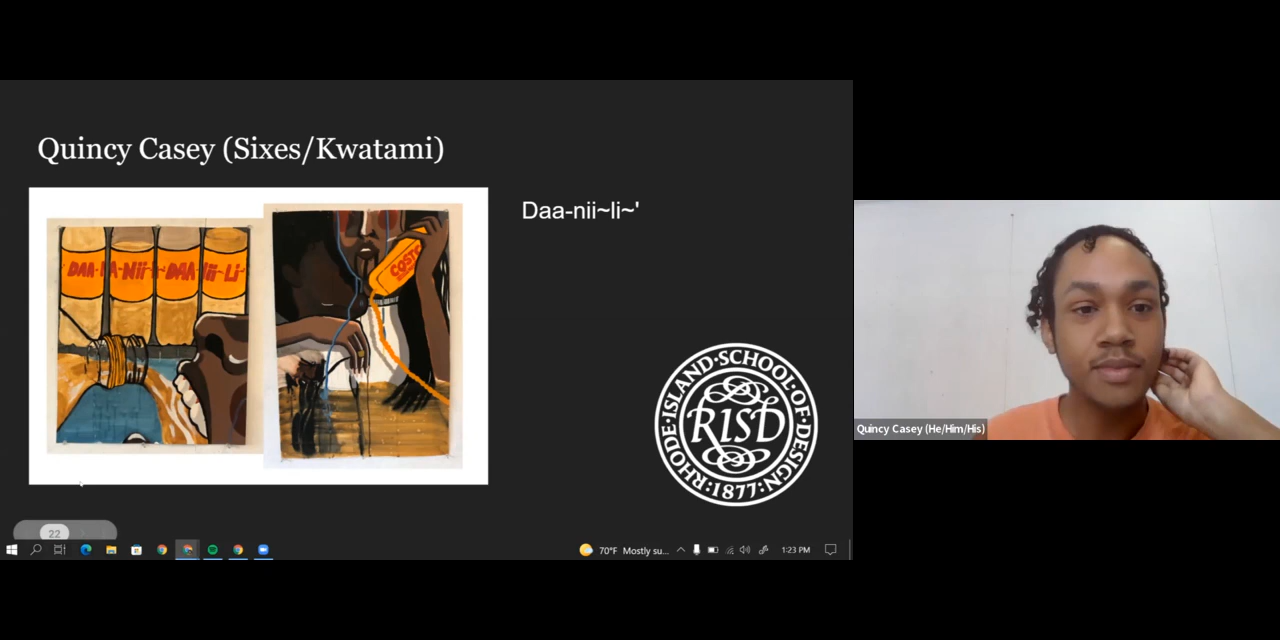 Quincy Casey (Sixes/Kwatami)
Daa-nii~li~'
DAA-NII-DAA-NII-LI
COSTC
RHODE·ISLAND·SCHOOL·OF·DESIGN
RISD
·1877·
Quincy Casey (He/Him/His)
22
70°F Mostly su...
1:23 PM